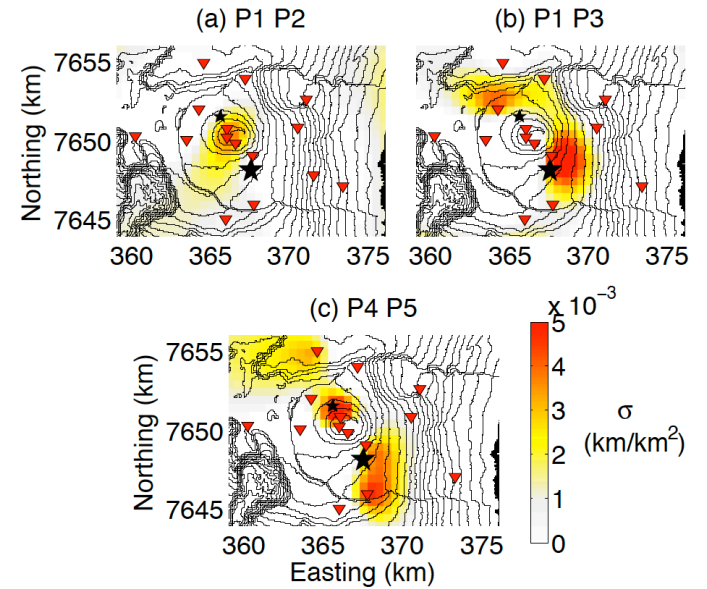 (a) P1 P2
(b) P1 P3
7655
7650
7645
Northing (km)
360 365 370 375
360 365 370 375
(c) P4 P5
x 10⁻³
7655
7650
7645
Northing (km)
360 365 370 375
Easting (km)
5
4
3
2
1
0
σ
(km/km²)